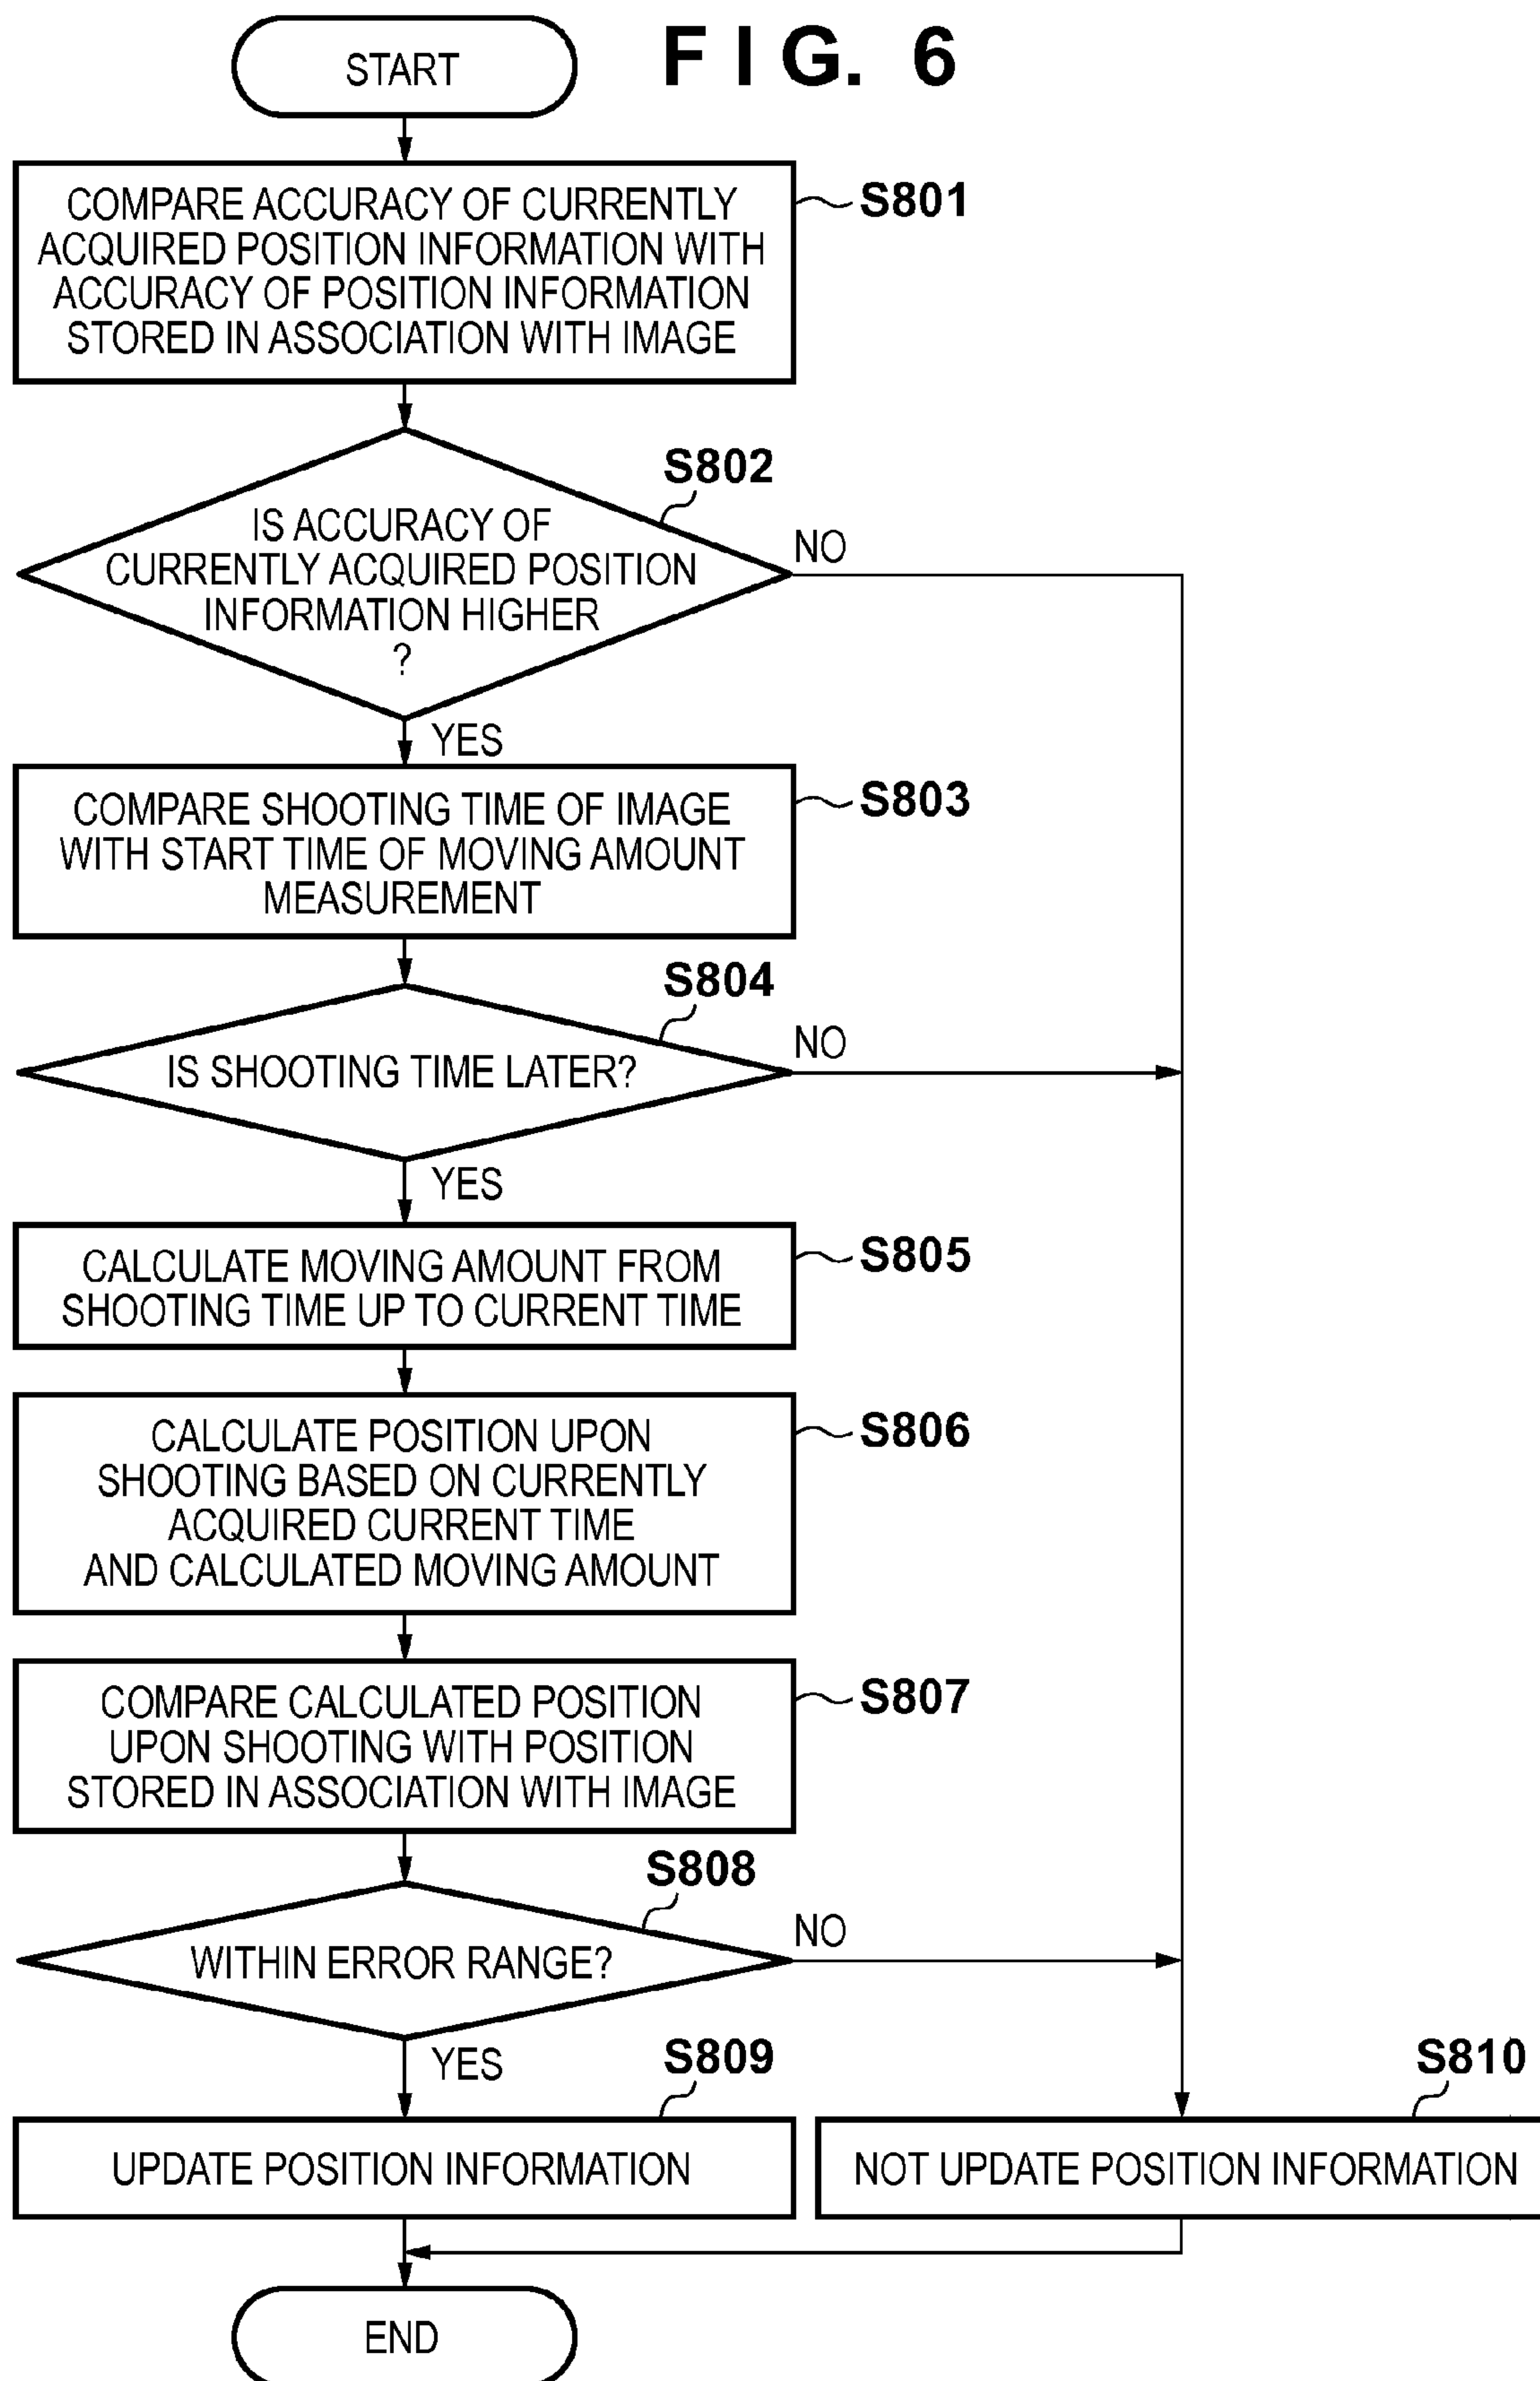 START
FIG. 6
COMPARE ACCURACY OF CURRENTLY
ACQUIRED POSITION INFORMATION WITH
ACCURACY OF POSITION INFORMATION
STORED IN ASSOCIATION WITH IMAGE
S801
S802
IS ACCURACY OF
CURRENTLY ACQUIRED POSITION
INFORMATION HIGHER
?
NO
YES
COMPARE SHOOTING TIME OF IMAGE
WITH START TIME OF MOVING AMOUNT
MEASUREMENT
S803
S804
IS SHOOTING TIME LATER?
NO
YES
CALCULATE MOVING AMOUNT FROM
SHOOTING TIME UP TO CURRENT TIME
S805
CALCULATE POSITION UPON
SHOOTING BASED ON CURRENTLY
ACQUIRED CURRENT TIME
AND CALCULATED MOVING AMOUNT
S806
COMPARE CALCULATED POSITION
UPON SHOOTING WITH POSITION
STORED IN ASSOCIATION WITH IMAGE
S807
S808
WITHIN ERROR RANGE?
NO
YES
S809
UPDATE POSITION INFORMATION
S810
NOT UPDATE POSITION INFORMATION
END